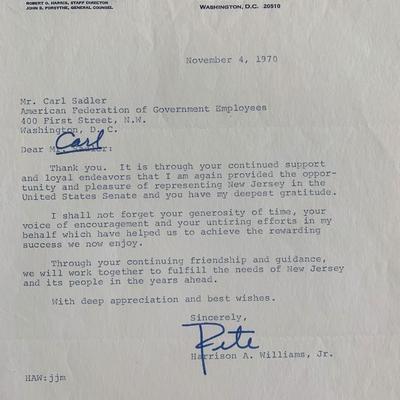 ROBERT O. HARRIS, STAFF DIRECTOR
JOHN S. FORSYTHE, GENERAL COUNSEL
WASHINGTON, D.C. 20510
November 4, 1970
Mr. Carl Sadler
American Federation of Government Employees
400 First Street, N.W.
Washington, D. C.
Carl
Dear Mr. Sadler:
Thank you. It is through your continued support
and loyal endeavors that I am again provided the oppor-
tunity and pleasure of representing New Jersey in the
United States Senate and you have my deepest gratitude.
I shall not forget your generosity of time, your
voice of encouragement and your untiring efforts in my
behalf which have helped us to achieve the rewarding
success we now enjoy.
Through your continuing friendship and guidance,
we will work together to fulfill the needs of New Jersey
and its people in the years ahead.
With deep appreciation and best wishes.
Sincerely,
Pete
Harrison A. Williams, Jr.
HAW:jjm